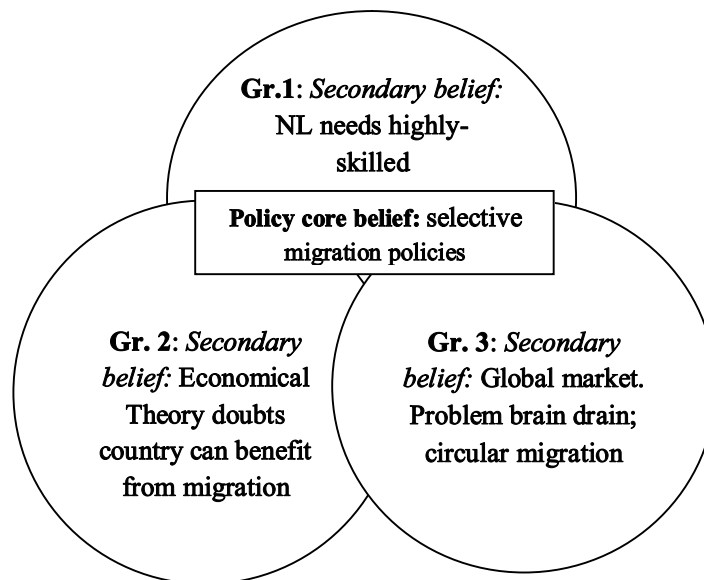 Gr.1: Secondary belief:
NL needs highly-
skilled
Policy core belief: selective
migration policies
Gr. 2: Secondary
belief: Economical
Theory doubts
country can benefit
from migration
Gr. 3: Secondary
belief: Global market.
Problem brain drain;
circular migration